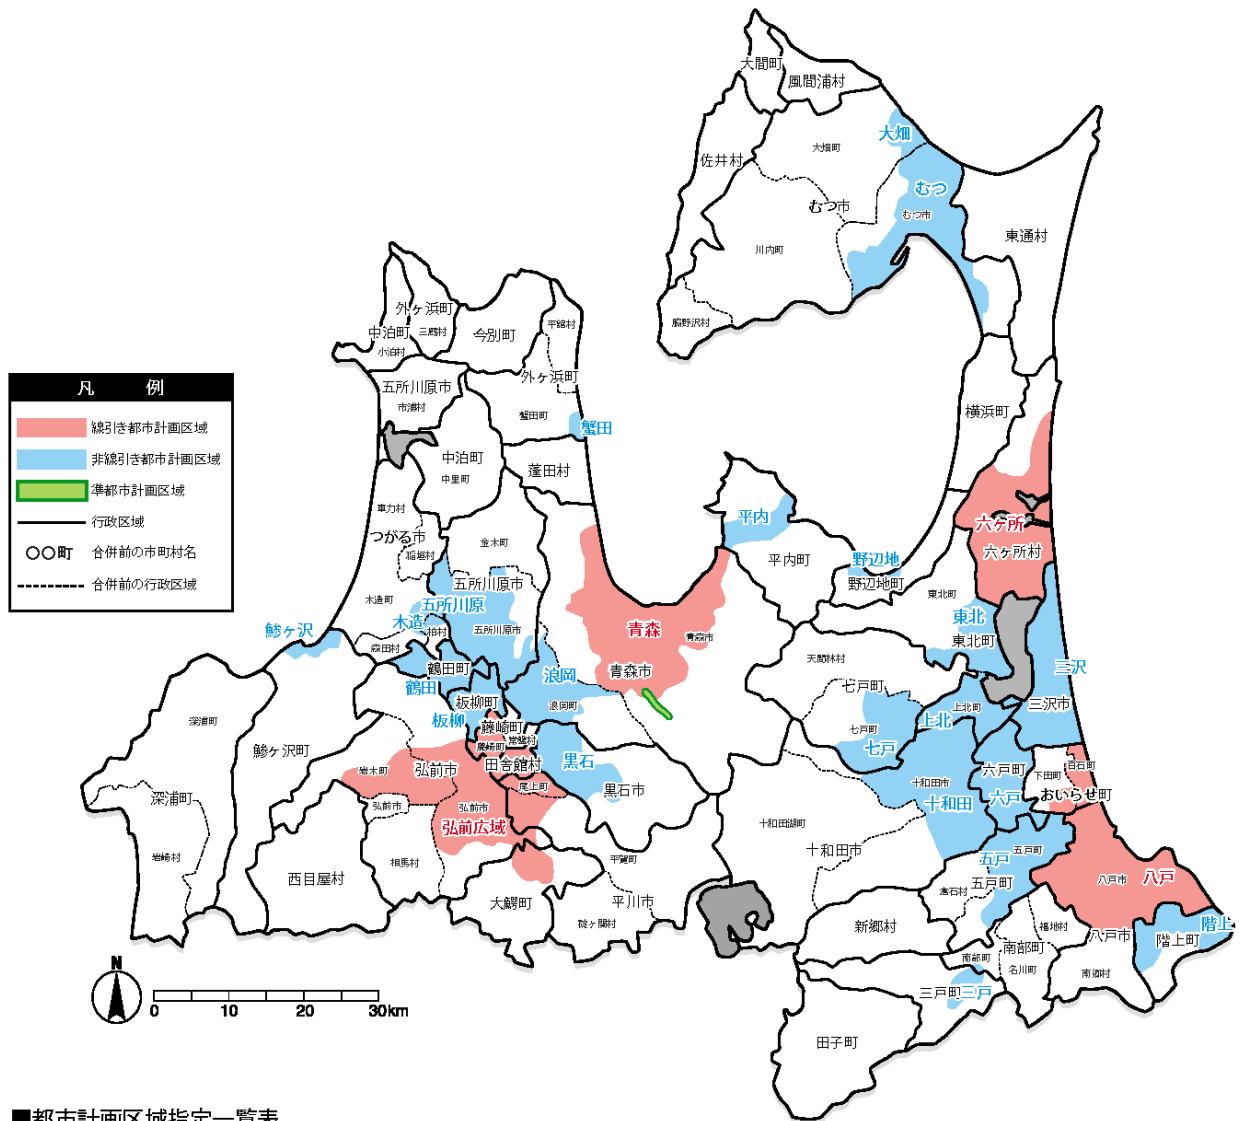 大間町
風間浦村
大畑
大畑町
佐井村
むつ
むつ市
むつ市
東通村
川内町
脇野沢村
外ヶ浜町
三厩村
中泊町
小泊村
今別町
平舘村
外ヶ浜町
五所川原市
市浦村
蟹田町
蟹田
横浜町
凡 例
線引き都市計画区域
非線引き都市計画区域
準都市計画区域
行政区域
○○町 合併前の市町村名
合併前の行政区域
中泊町
中里町
蓬田村
車力村
つがる市
稲垣村
金木町
平内
平内町
六ヶ所
六ヶ所村
野辺地
野辺地町
五所川原市
五所川原
五所川原市
木造町
木造
柏村
森田村
鰺ヶ沢
青森
青森市
青森市
東北町
東北
東北町
天間林村
七戸町
七戸町
七戸
三沢
三沢市
上北町
上北
鶴田町
鶴田
板柳町
板柳
浪岡
浪岡町
深浦町
鰺ヶ沢町
藤崎町
藤崎町
常盤村
田舎館村
尾上町
黒石
黒石市
岩木町
弘前市
弘前市
弘前市
弘前広域
深浦町
岩崎村
西目屋村
相馬村
大鰐町
平賀町
平川市
碇ヶ関村
六戸町
六戸
下田町
百石町
おいらせ町
十和田市
十和田
十和田湖町
十和田市
五戸町
五戸
五戸町
倉石村
八戸市
八戸
八戸市
新郷村
福地村
南部町
南部町
名川町
南郷村
階上
階上町
三戸町
三戸
田子町
N
0 10 20 30km
■都市計画区域指定一覧表